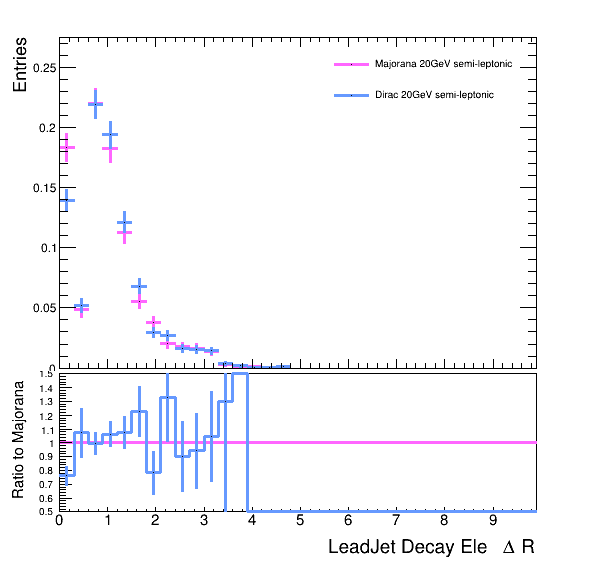 Entries
0.25
0.2
0.15
0.1
0.05
0
Majorana 20GeV semi-leptonic
Dirac 20GeV semi-leptonic
Ratio to Majorana
1.5
1.4
1.3
1.2
1.1
1
0.9
0.8
0.7
0.6
0.5
0 1 2 3 4 5 6 7 8 9
LeadJet Decay Ele Δ R